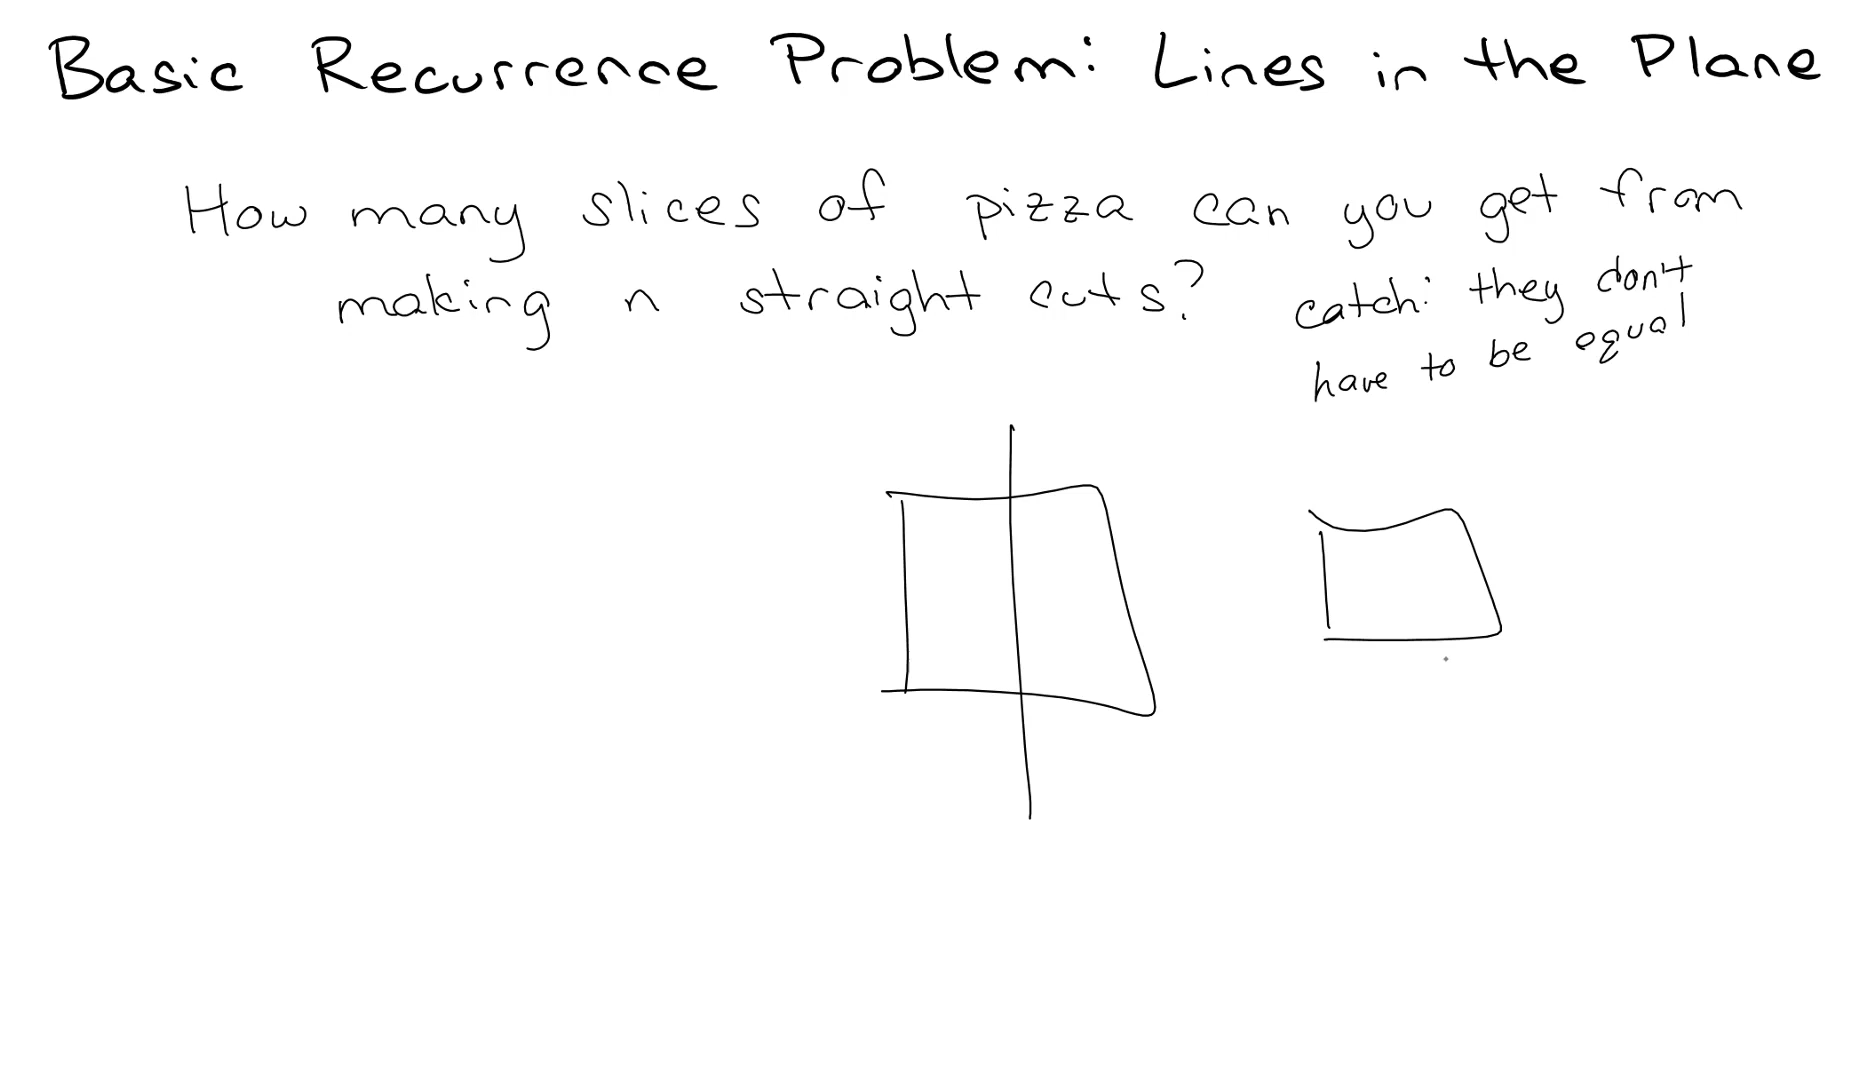 Basic Recurrence Problem: Lines in the Plane
How many slices of pizza can you get from
making n straight cuts?
catch: they don't
have to be equal